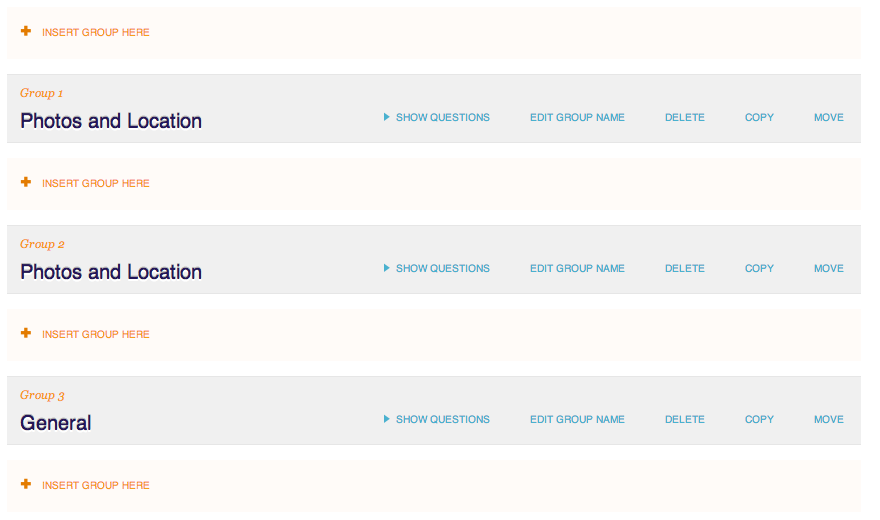 INSERT GROUP HERE
Group 1
Photos and Location SHOW QUESTIONS EDIT GROUP NAME DELETE COPY MOVE
INSERT GROUP HERE
Group 2
Photos and Location SHOW QUESTIONS EDIT GROUP NAME DELETE COPY MOVE
INSERT GROUP HERE
Group 3
General SHOW QUESTIONS EDIT GROUP NAME DELETE COPY MOVE
INSERT GROUP HERE